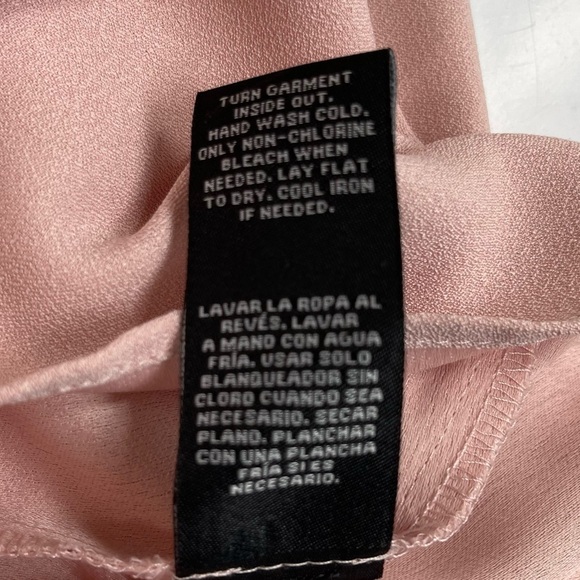 TURN GARMENT
INSIDE OUT.
HAND WASH COLD.
ONLY NON-CHLORINE
BLEACH WHEN
NEEDED. LAY FLAT
TO DRY. COOL IRON
IF NEEDED.
LAVAR LA ROPA AL
REVÉS. LAVAR
A MANO CON AGUA
FRÍA. USAR SOLO
BLANQUEADOR SIN
CLORO CUANDO SEA
NECESARIO. SECAR
PLANO. PLANCHAR
CON UNA PLANCHA
FRÍA SI ES
NECESARIO.